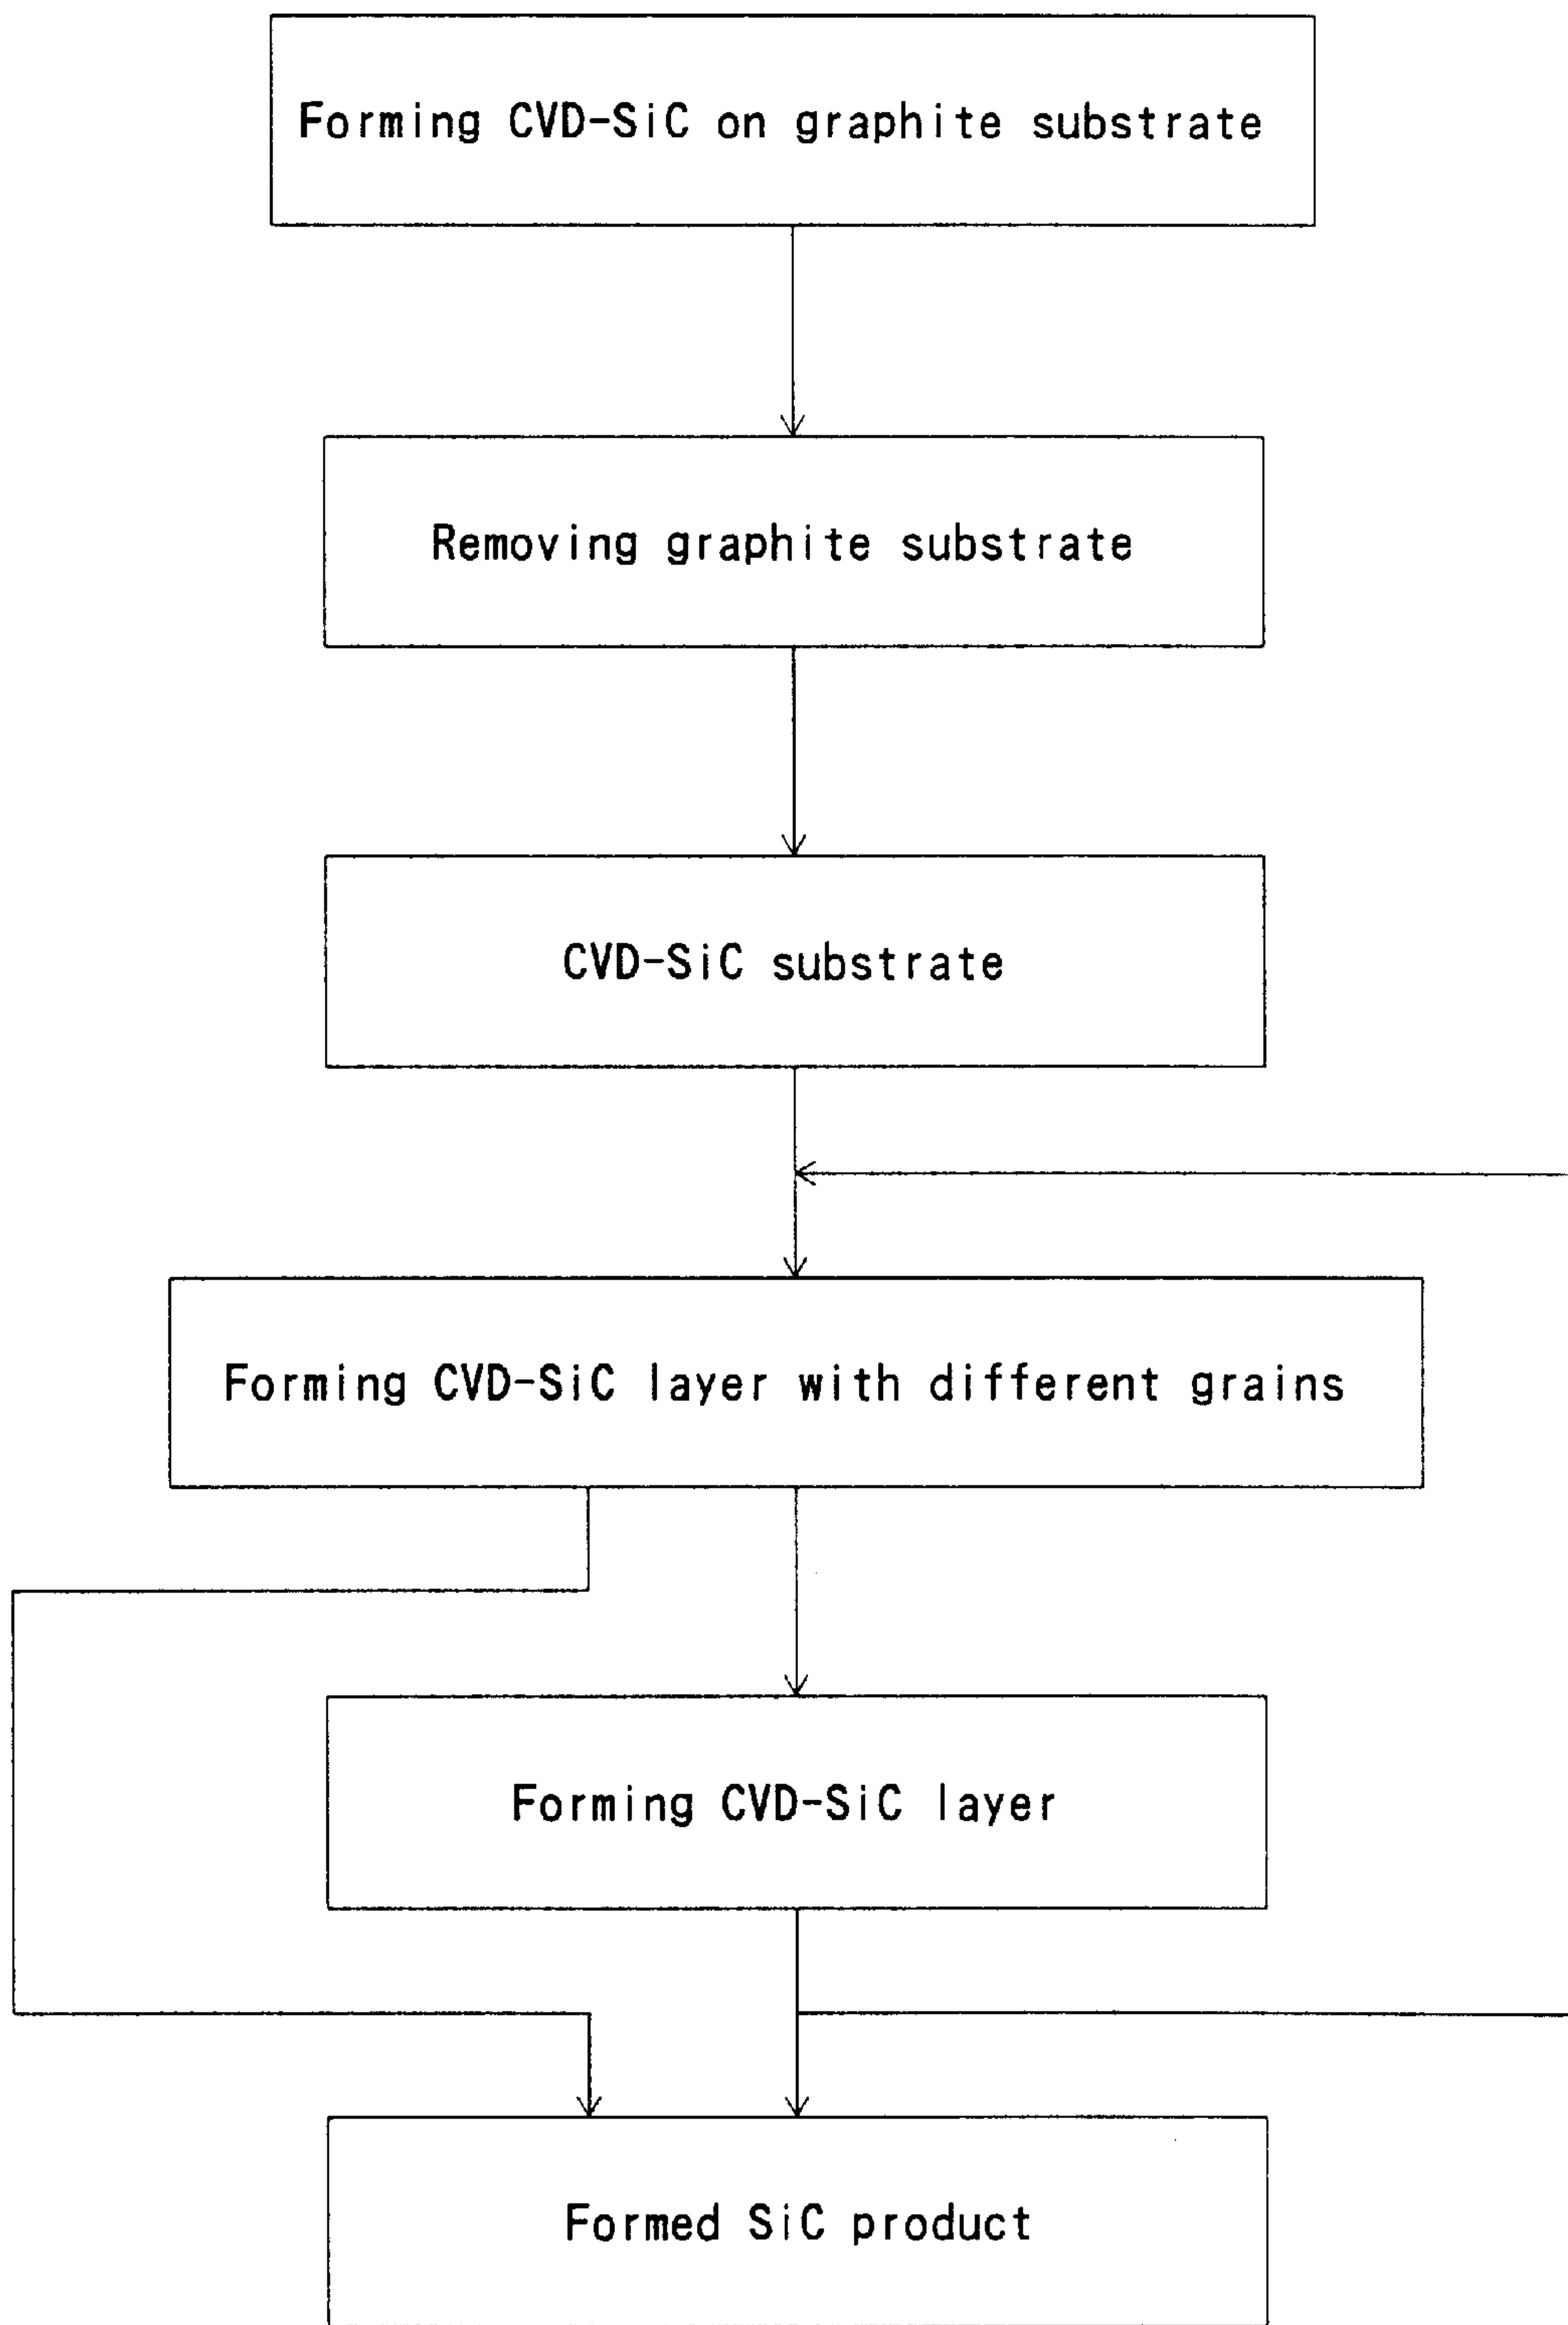 Forming CVD-SiC on graphite substrate
Removing graphite substrate
CVD-SiC substrate
Forming CVD-SiC layer with different grains
Forming CVD-SiC layer
Formed SiC product